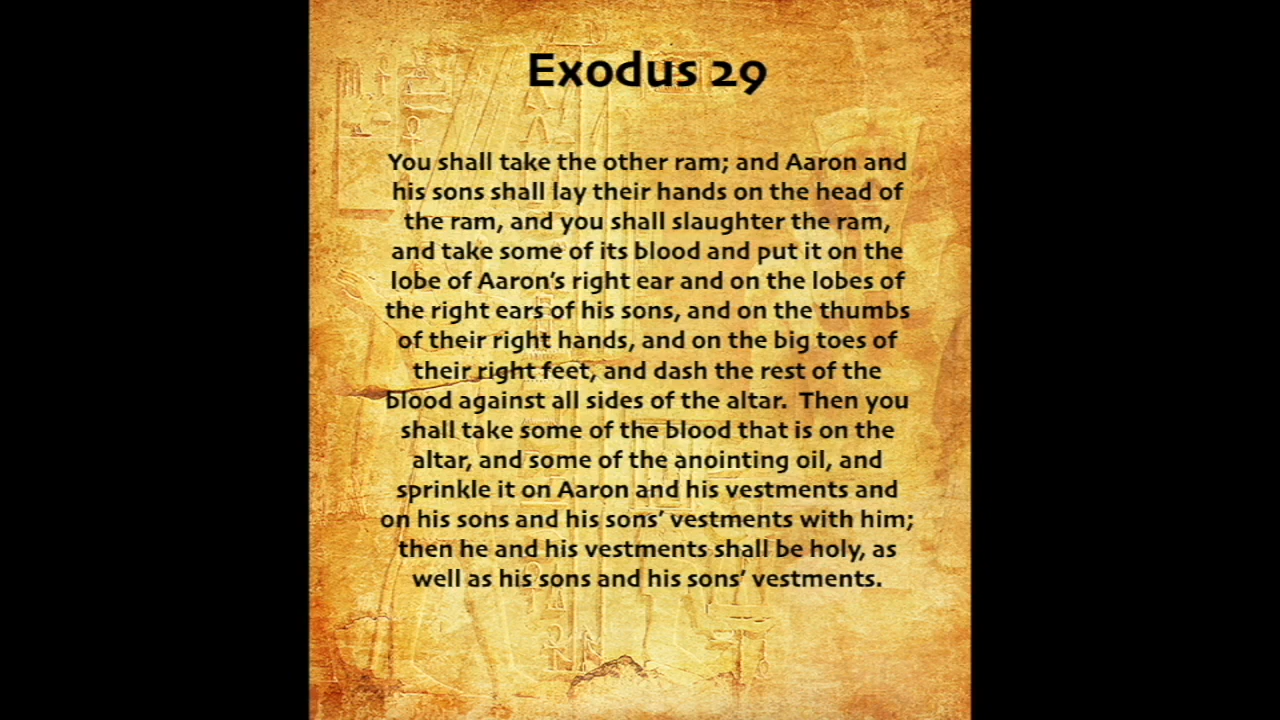 Exodus 29
You shall take the other ram; and Aaron and
his sons shall lay their hands on the head of
the ram, and you shall slaughter the ram,
and take some of its blood and put it on the
lobe of Aaron’s right ear and on the lobes of
the right ears of his sons, and on the thumbs
of their right hands, and on the big toes of
their right feet, and dash the rest of the
blood against all sides of the altar.  Then you
shall take some of the blood that is on the
altar, and some of the anointing oil, and
sprinkle it on Aaron and his vestments and
on his sons and his sons’ vestments with him;
then he and his vestments shall be holy, as
well as his sons and his sons’ vestments.